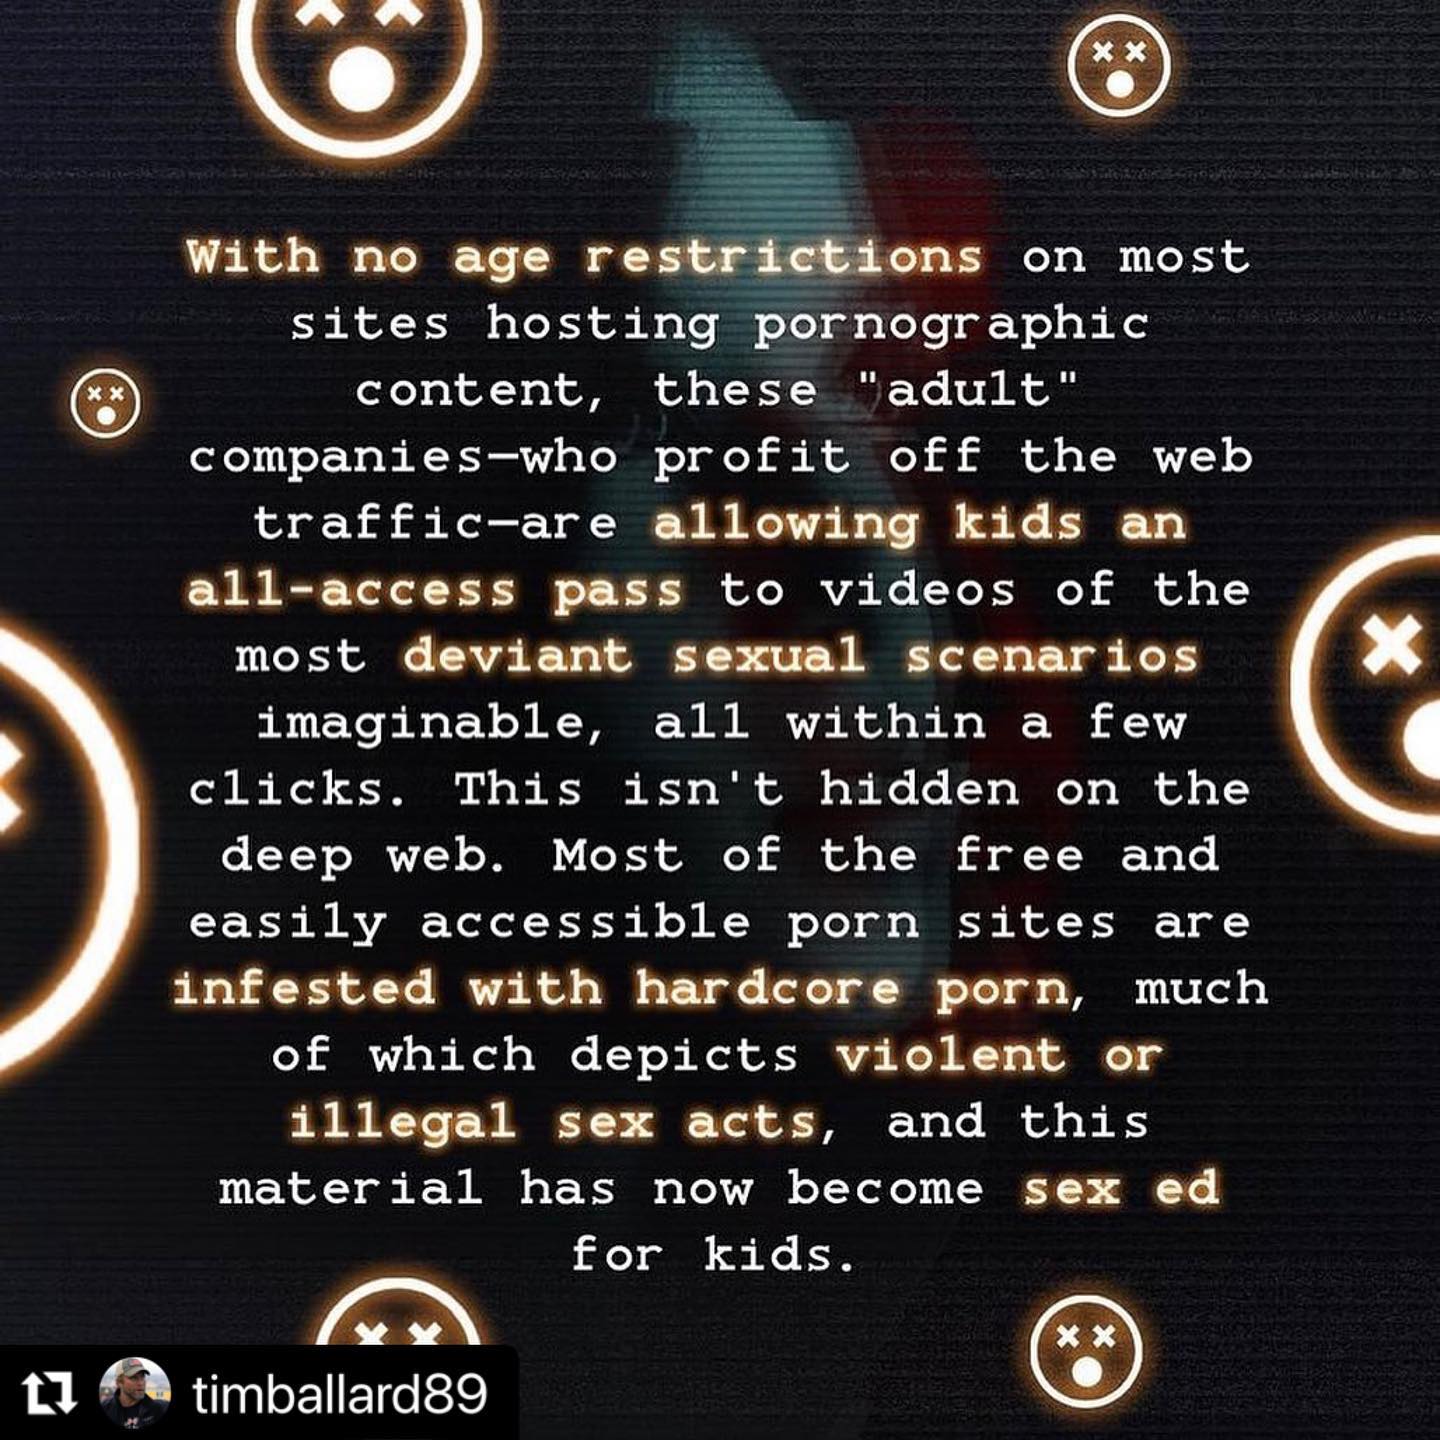 With no age restrictions on most
sites hosting pornographic
content, these "adult"
companies—who profit off the web
traffic—are allowing kids an
all-access pass to videos of the
most deviant sexual scenarios
imaginable, all within a few
clicks. This isn't hidden on the
deep web. Most of the free and
easily accessible porn sites are
infested with hardcore porn, much
of which depicts violent or
illegal sex acts, and this
material has now become sex ed
for kids.
timballard89